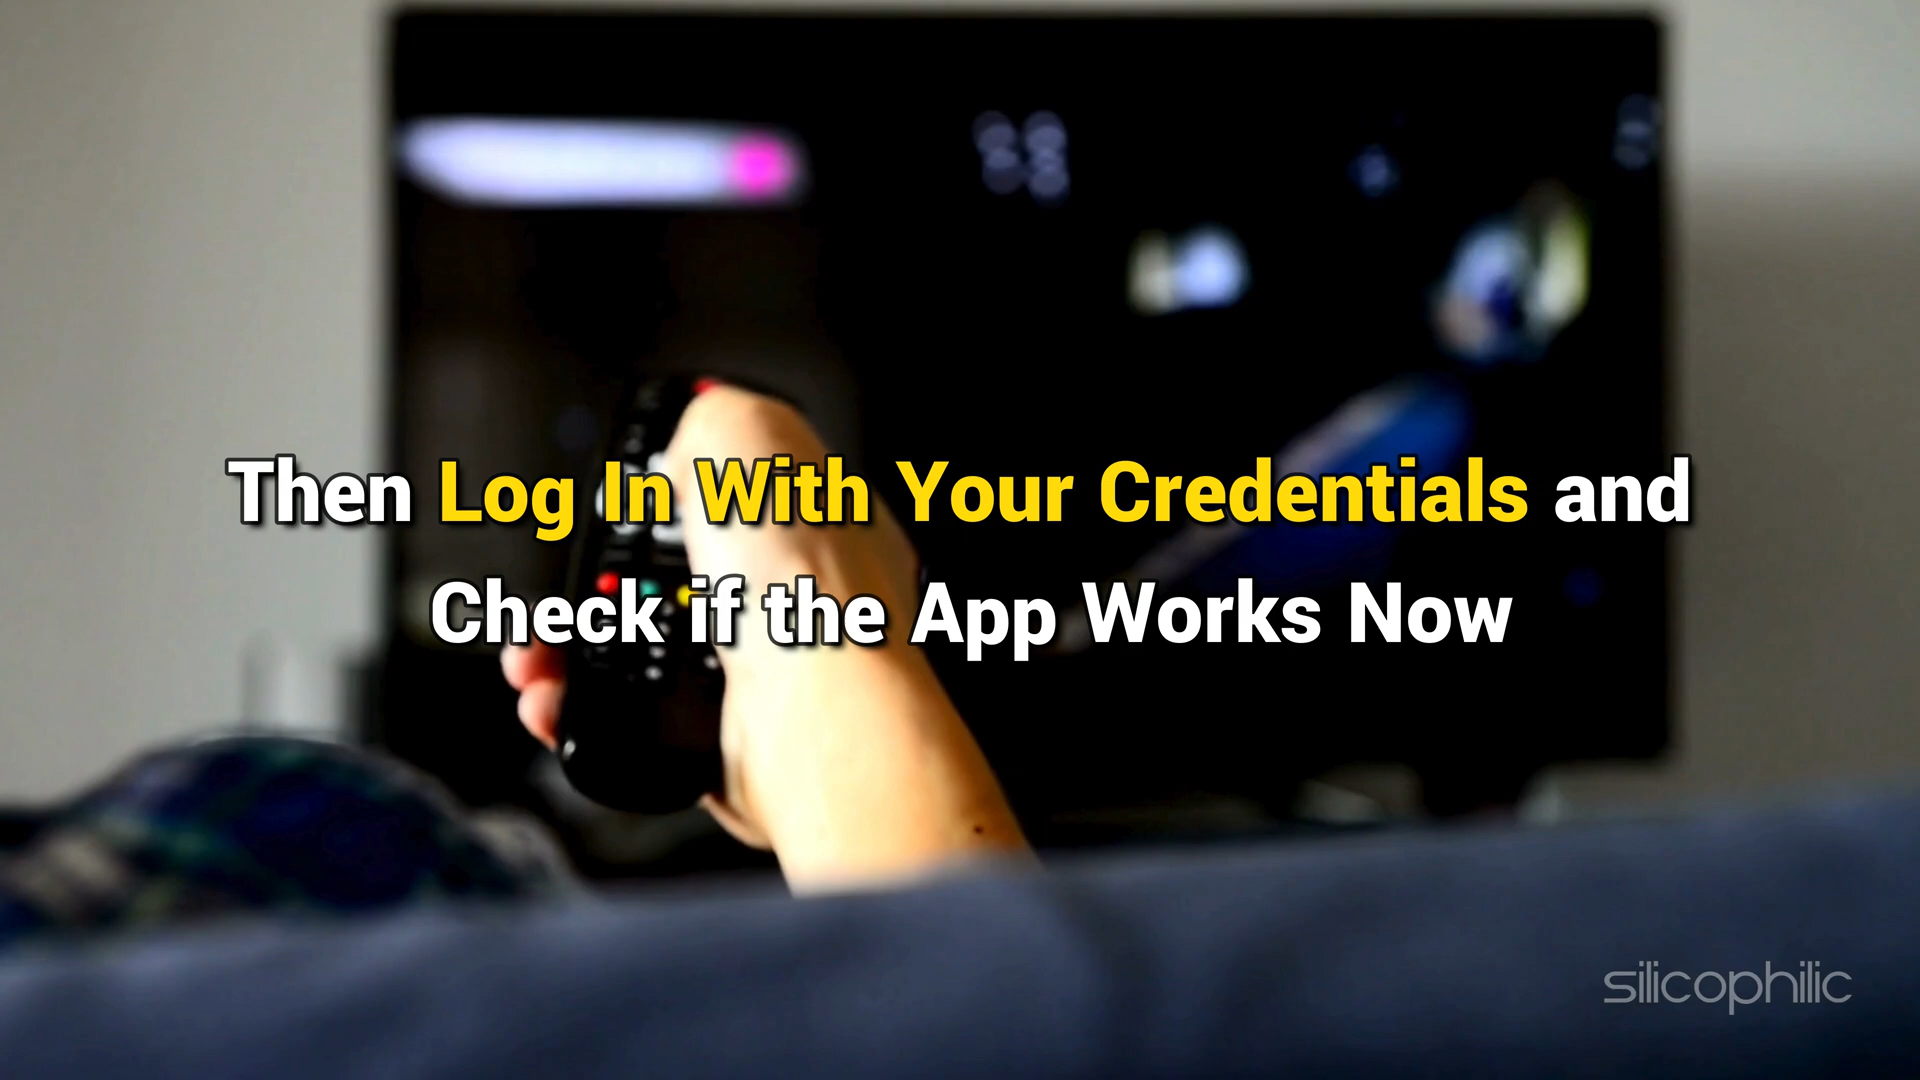 Then Log In With Your Credentials and
Check if the App Works Now
silicophilic